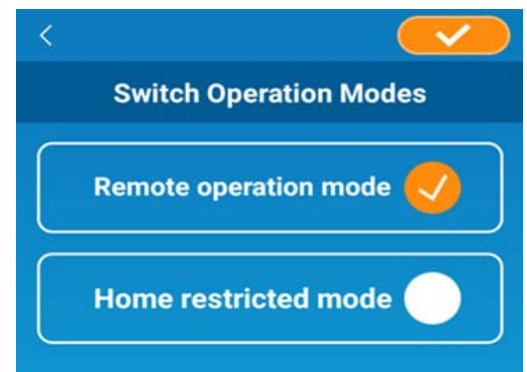 Switch Operation Modes
Remote operation mode
Home restricted mode